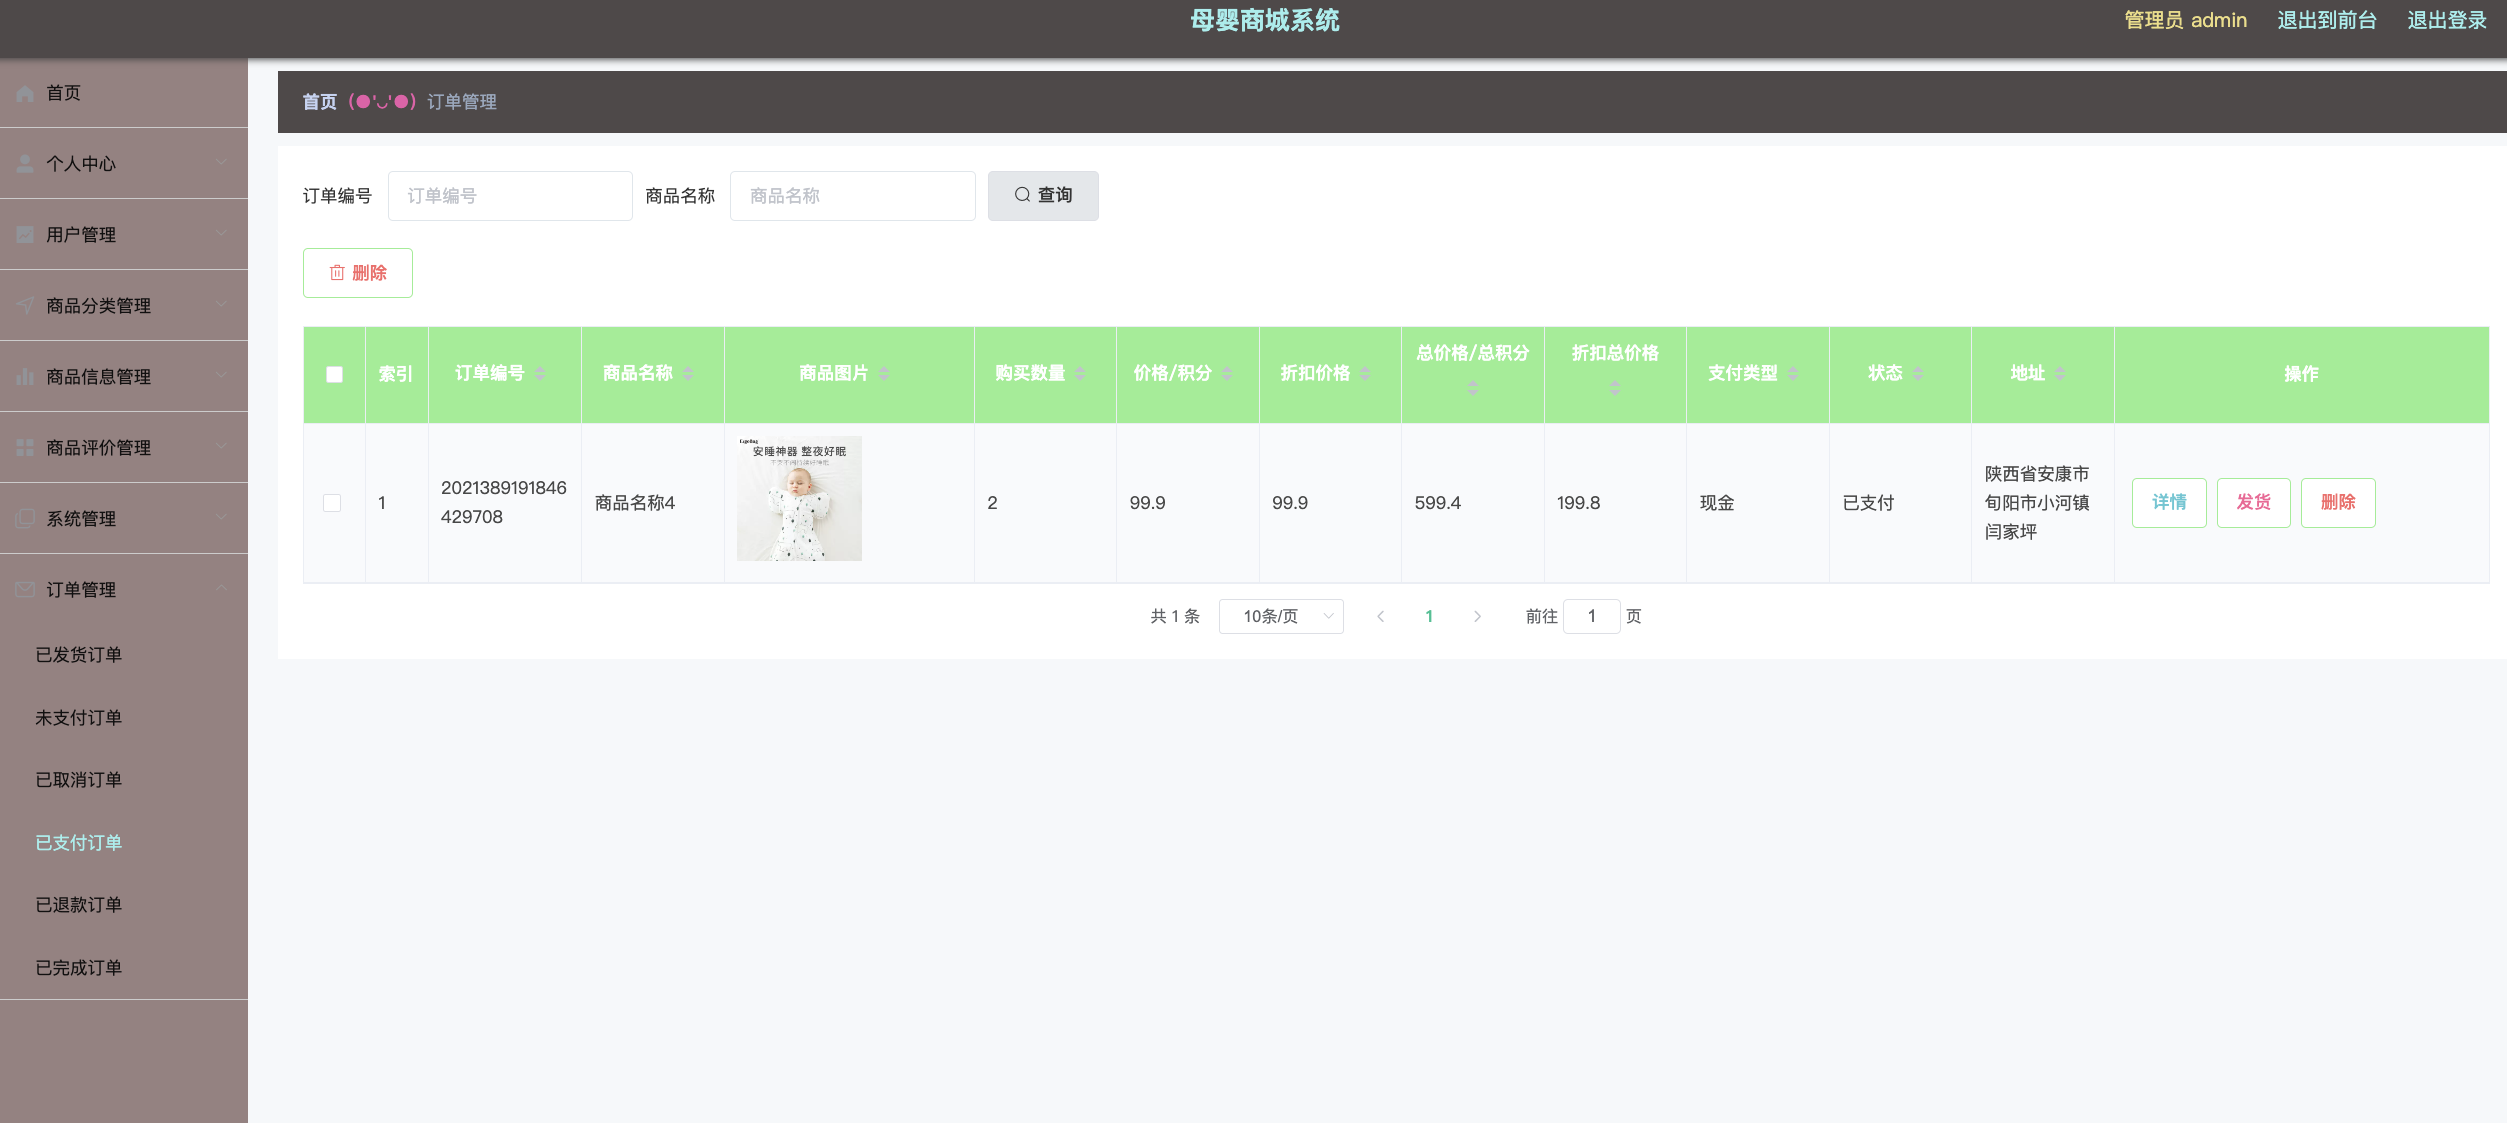 母婴商城系统
管理员 admin 退出到前台 退出登录
首页
个人中心
用户管理
商品分类管理
商品信息管理
商品评价管理
系统管理
订单管理
已发货订单
未支付订单
已取消订单
已支付订单
已退款订单
已完成订单
首页 (●'◡'●) 订单管理
订单编号 订单编号 商品名称 商品名称 查询
删除
索引 订单编号 商品名称 商品图片 购买数量 价格/积分 折扣价格 总价格/总积分 折扣总价格 支付类型 状态 地址 操作
1
2021389191846
429708
商品名称4
安睡神器 整夜好眠
2
99.9
99.9
599.4
199.8
现金
已支付
陕西省安康市
旬阳市小河镇
闫家坪
详情 发货 删除
共 1 条 10条/页 1 前往 1 页